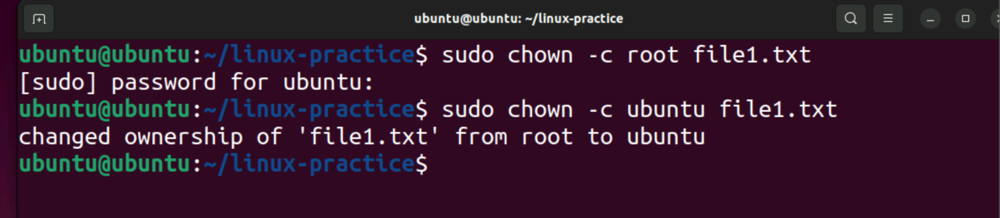 ubuntu@ubuntu: ~/linux-practice
ubuntu@ubuntu:~/linux-practice$ sudo chown -c root file1.txt
[sudo] password for ubuntu:
ubuntu@ubuntu:~/linux-practice$ sudo chown -c ubuntu file1.txt
changed ownership of 'file1.txt' from root to ubuntu
ubuntu@ubuntu:~/linux-practice$